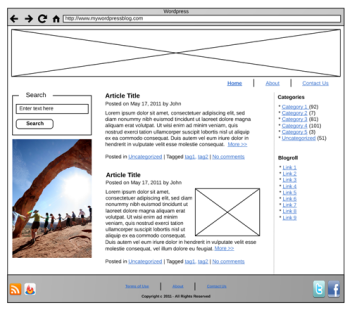 Wordpress
http://www.mywordpressblog.com
Home
About
Contact Us
Search
Enter text here
Search
Article Title
Posted on May 17, 2011 by John
Lorem ipsum dolor sit amet, consectetuer adipiscing elit, sed
diam nonummy nibh euismod tincidunt ut laoreet dolore magna
aliquam erat volutpat. Ut wisi enim ad minim veniam, quis
nostrud exerci tation ullamcorper suscipit lobortis nisl ut aliquip
ex ea commodo consequat. Duis autem vel eum iriure dolor in
hendrerit in vulputate velit esse molestie consequat. More >>
Posted in Uncategorized | Tagged tag1, tag2 | No comments
Article Title
Posted on May 17, 2011 by John
Lorem ipsum dolor sit amet,
consectetuer adipiscing elit, sed diam
nonummy nibh euismod tincidunt ut
laoreet dolore magna aliquam erat
volutpat. Ut wisi enim ad minim
veniam, quis nostrud exerci tation
ullamcorper suscipit lobortis nisl ut aliquip
ex ea commodo consequat.
Duis autem vel eum iriure dolor in hendrerit in vulputate velit esse
molestie consequat, vel illum dolore eu feugiat. More >>
Posted in Uncategorized | Tagged tag1, tag2 | No comments
Categories
* Category 1 (92)
* Category 2 (7)
* Category 3 (81)
* Category 4 (101)
* Category 5 (3)
* Uncategorized (51)
Blogroll
* Link 1
* Link 2
* Link 3
* Link 4
* Link 5
* Link 6
* Link 7
* Link 8
* Link 9
Terms of Use
About
Contact Us
Copyright c 2011 - All Rights Reserved